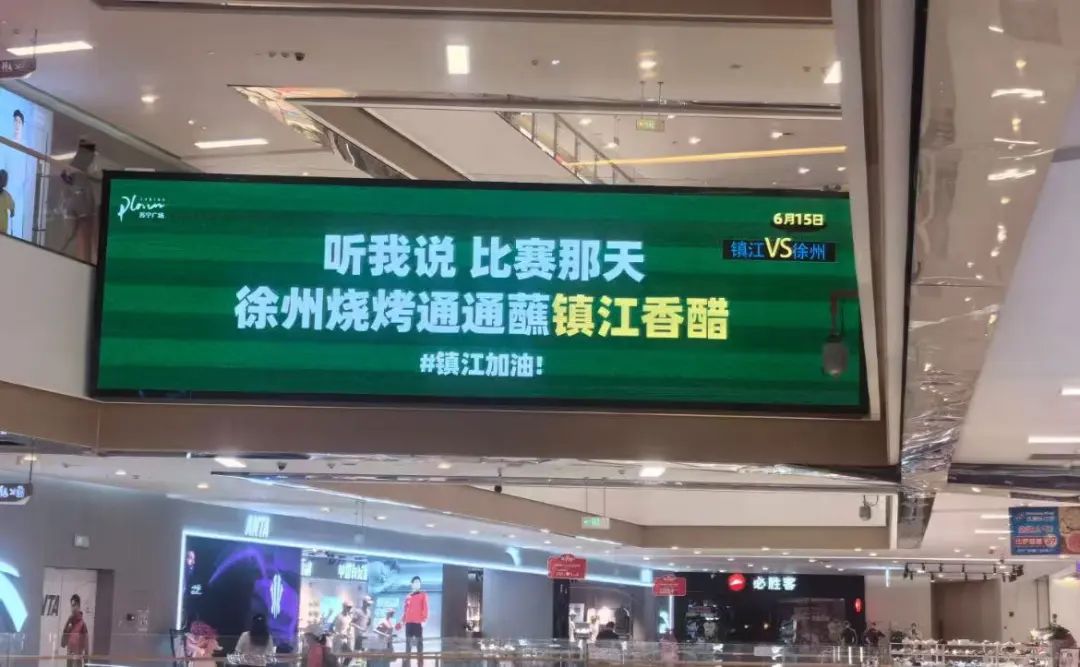 苏宁广场
6月15日
镇江VS徐州
听我说 比赛那天
徐州烧烤通通蘸镇江香醋
#镇江加油!
ANTA
必胜客